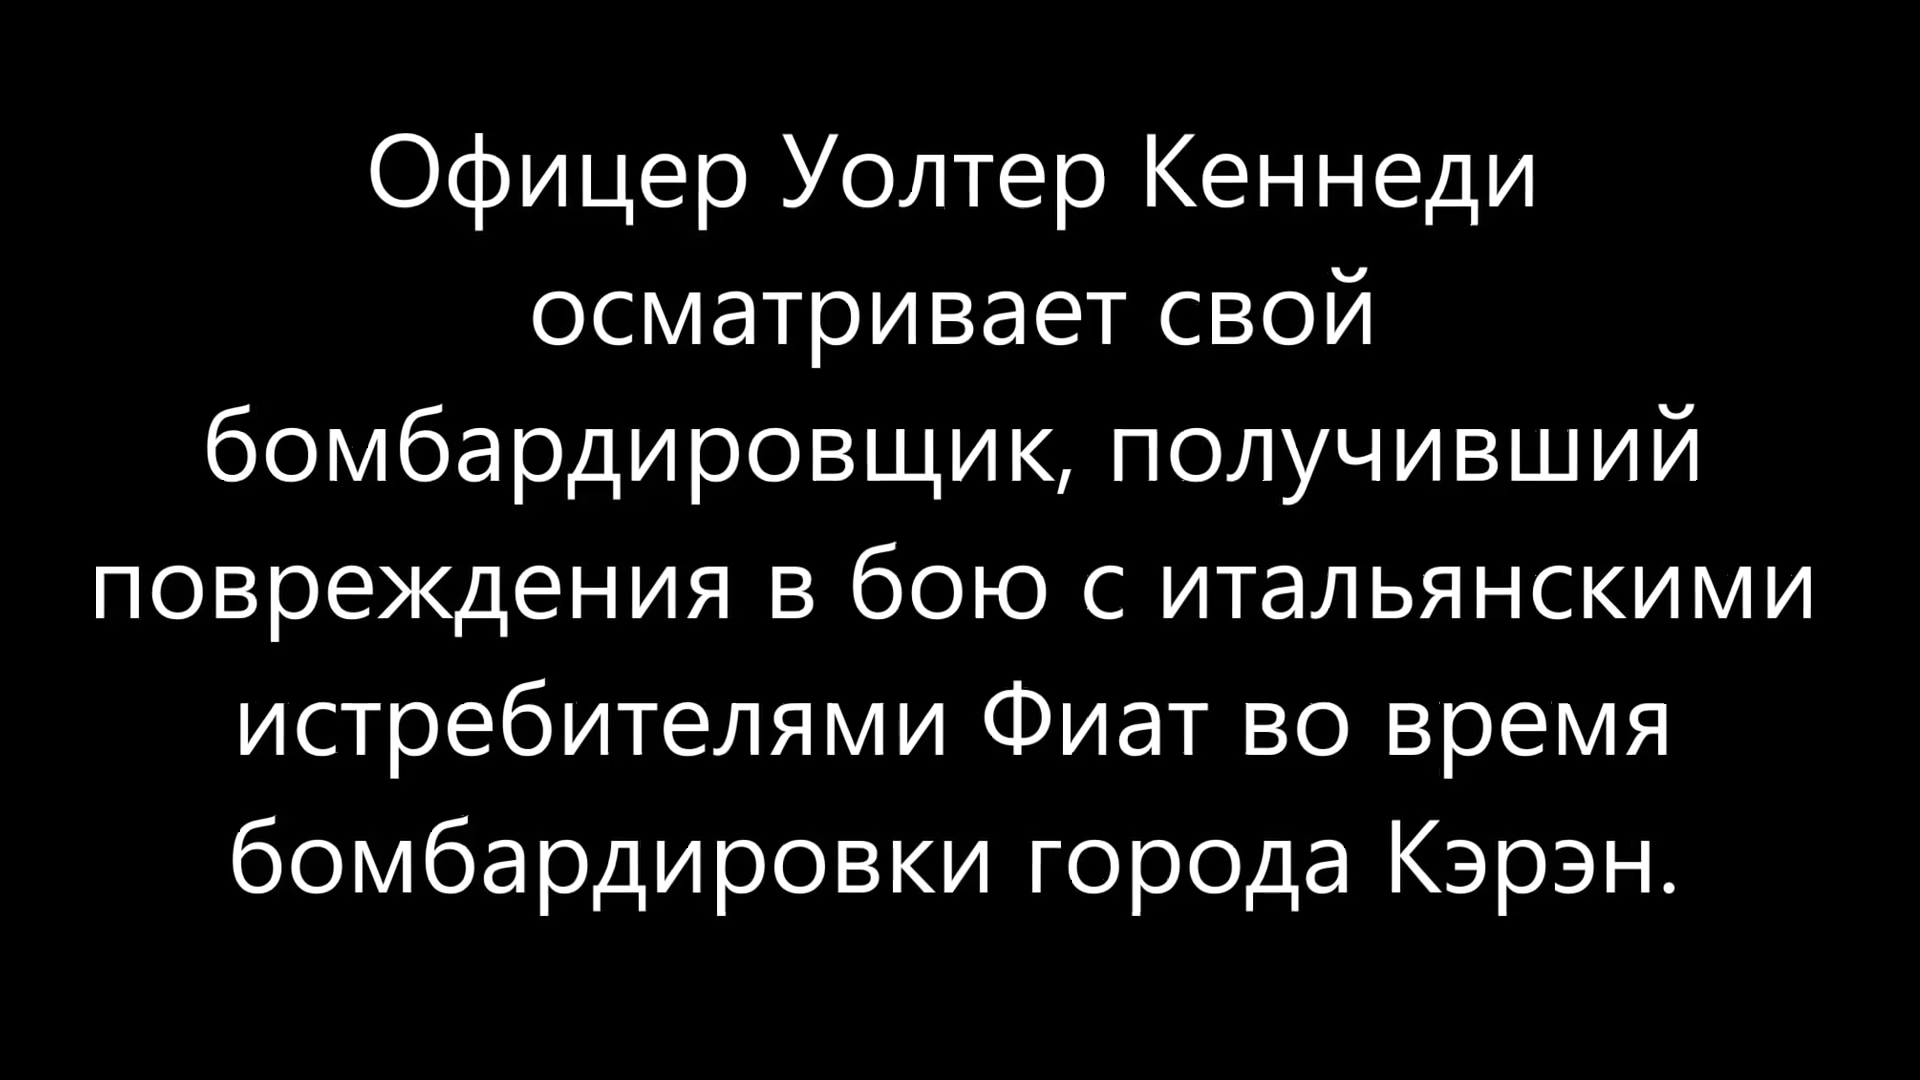 Офицер Уолтер Кеннеди
осматривает свой
бомбардировщик, получивший
повреждения в бою с итальянскими
истребителями Фиат во время
бомбардировки города Кэрэн.